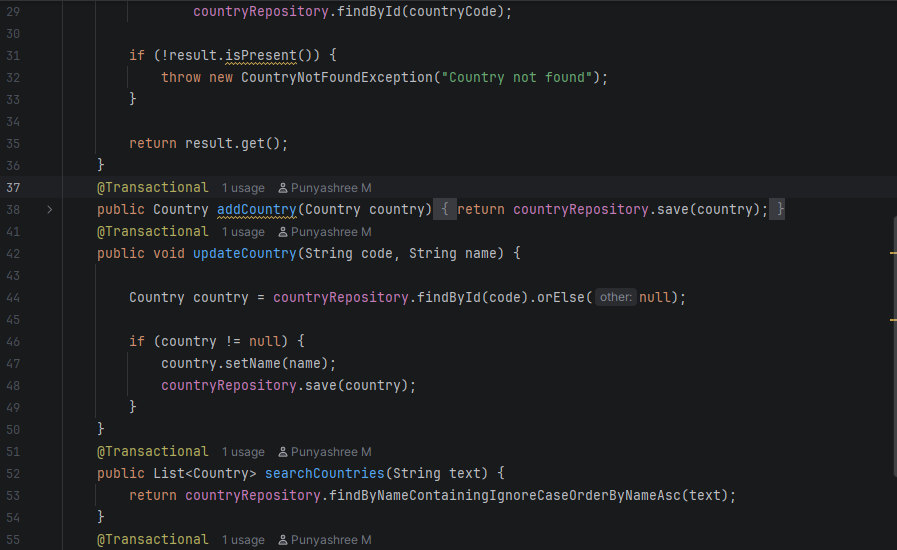 29 countryRepository.findById(countryCode);
30
31 if (!result.isPresent()) {
32 throw new CountryNotFoundException("Country not found");
33 }
34
35 return result.get();
36 }
37 @Transactional 1 usage Punyashree M
38 public Country addCountry(Country country) { return countryRepository.save(country); }
41 @Transactional 1 usage Punyashree M
42 public void updateCountry(String code, String name) {
43
44 Country country = countryRepository.findById(code).orElse( other: null);
45
46 if (country != null) {
47 country.setName(name);
48 countryRepository.save(country);
49 }
50 }
51 @Transactional 1 usage Punyashree M
52 public List<Country> searchCountries(String text) {
53 return countryRepository.findByNameContainingIgnoreCaseOrderByNameAsc(text);
54 }
55 @Transactional 1 usage Punyashree M